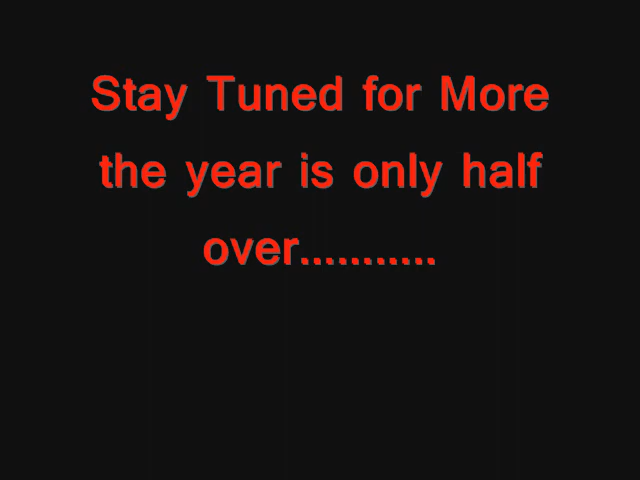 Stay Tuned for More
the year is only half
over...........